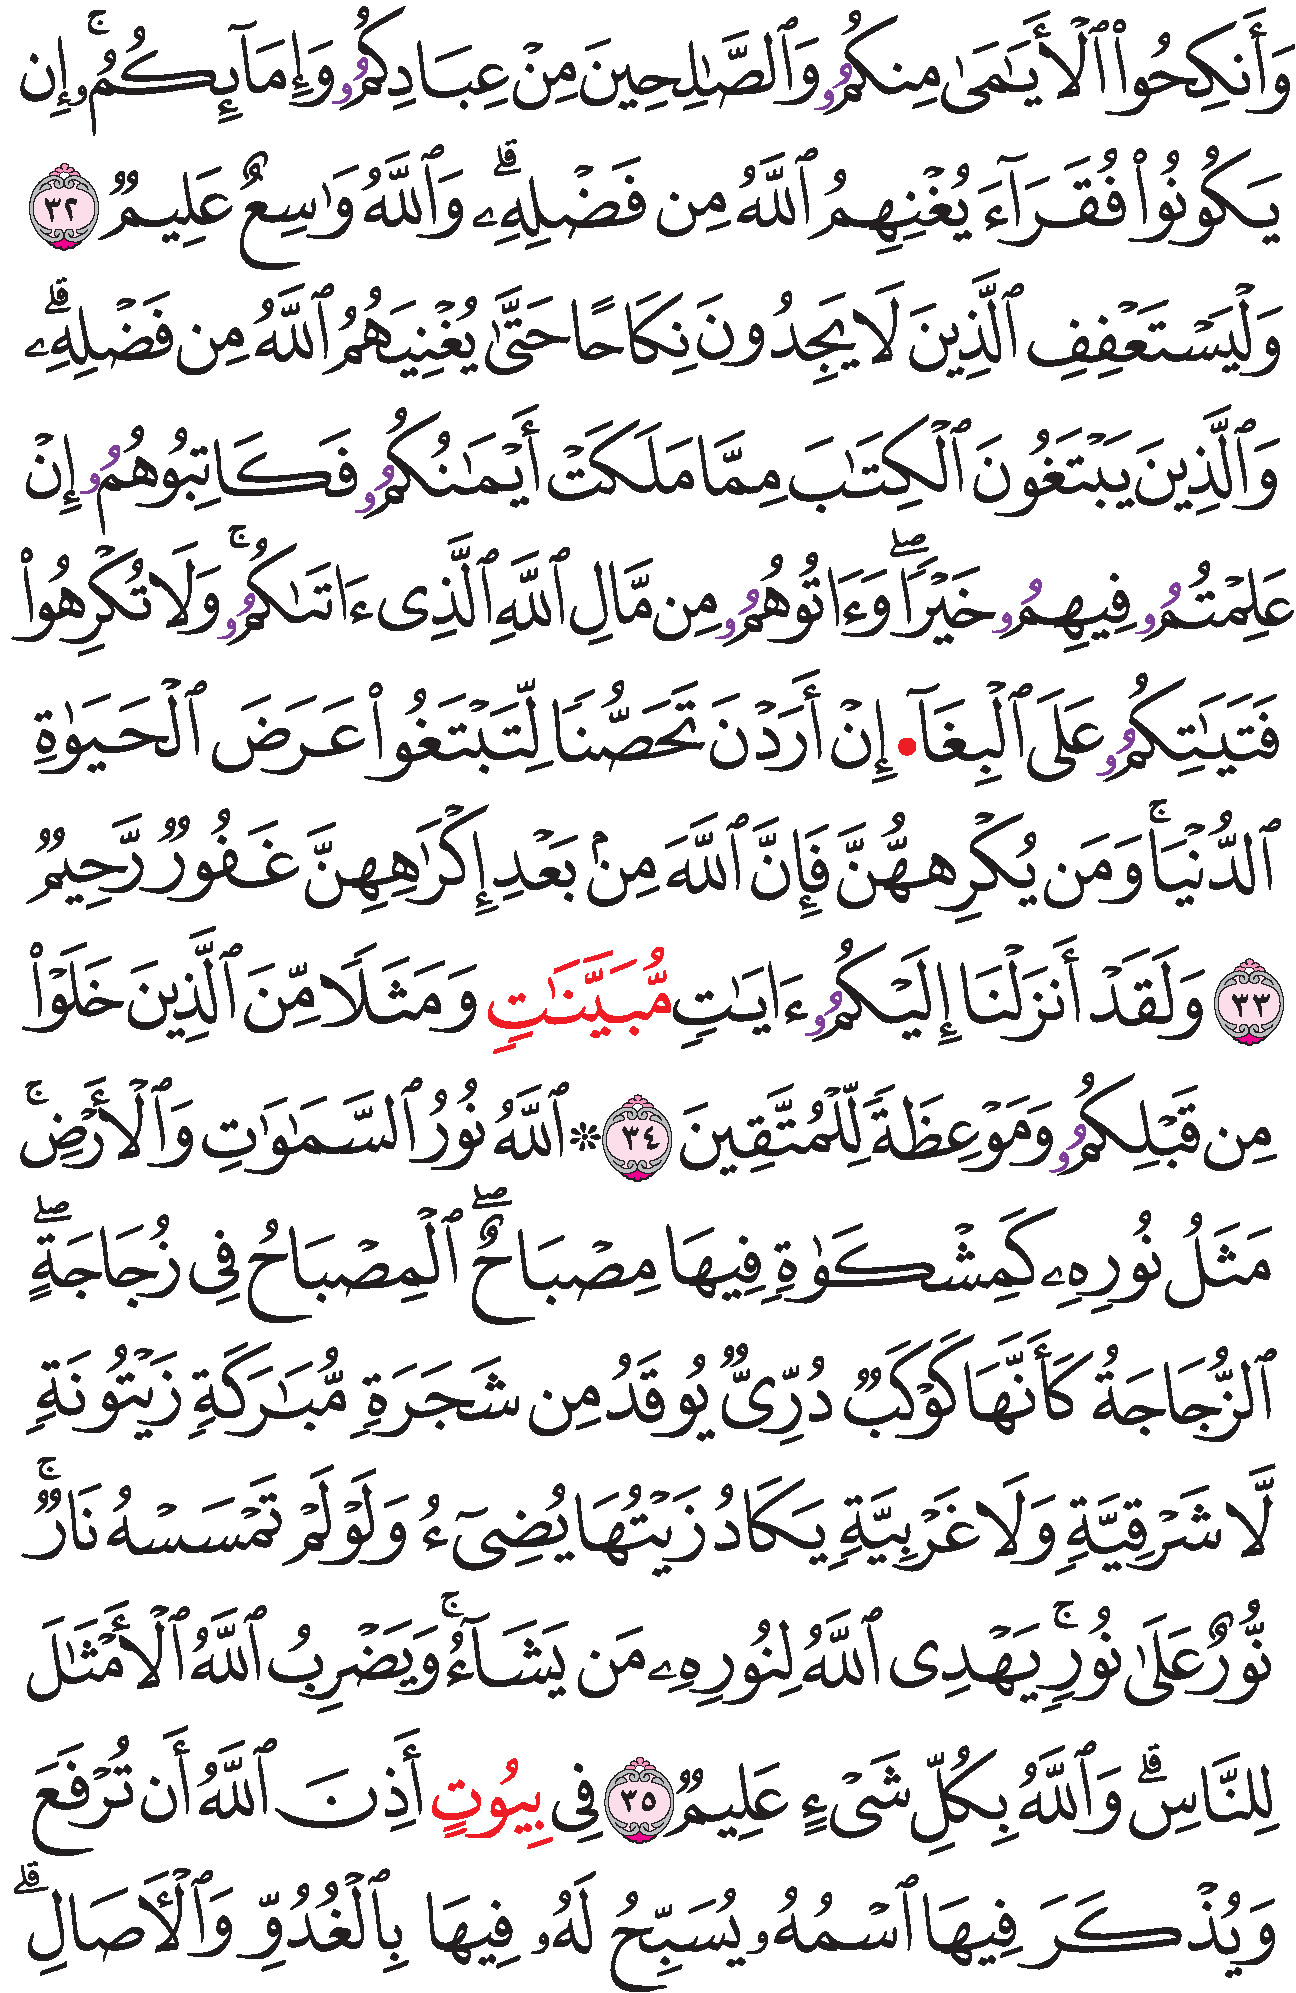 وَأَنكِحُوا۟ ٱلْأَيَـٰمَىٰ مِنكُمُۥ وَٱلصَّـٰلِحِينَ مِنْ عِبَادِكُمُۥ وَإِمَآئِكُمُۥٓ ۚ إِن
يَكُونُوا۟ فُقَرَآءَ يُغْنِهِمُ ٱللَّهُ مِن فَضْلِهِۦ ۗ وَٱللَّهُ وَٰسِعٌ عَلِيمٌ ٣٢
وَلْيَسْتَعْفِفِ ٱلَّذِينَ لَا يَجِدُونَ نِكَاحًا حَتَّىٰ يُغْنِيَهُمُ ٱللَّهُ مِن فَضْلِهِۦ ۗ
وَٱلَّذِينَ يَبْتَغُونَ ٱلْكِتَـٰبَ مِمَّا مَلَكَتْ أَيْمَـٰنُكُمُۥ فَكَاتِبُوهُمُۥٓ إِنْ
عَلِمْتُمُۥ فِيهِمُۥ خَيْرًا ۖ وَءَاتُوهُمُۥ مِن مَّالِ ٱللَّهِ ٱلَّذِى ءَاتَىٰكُمُۥ ۚ وَلَا تُكْرِهُوا۟
فَتَيَـٰتِكُمُۥ عَلَى ٱلْبِغَآ • إِنْ أَرَدْنَ تَحَصُّنًا لِّتَبْتَغُوا۟ عَرَضَ ٱلْحَيَوٰةِ
ٱلدُّنْيَا ۚ وَمَن يُكْرِههُّنَّ فَإِنَّ ٱللَّهَ مِنۢ بَعْدِ إِكْرَٰهِهِنَّ غَفُورٌ رَّحِيمٌ
٣٣ وَلَقَدْ أَنزَلْنَا إِلَيْكُمُۥ ءَايَـٰتٍ مُّبَيَّنَـٰتٍ وَمَثَلًا مِّنَ ٱلَّذِينَ خَلَوْا۟
مِن قَبْلِكُمُۥ وَمَوْعِظَةً لِّلْمُتَّقِينَ ٣٤ ۞ ٱللَّهُ نُورُ ٱلسَّمَـٰوَٰتِ وَٱلْأَرْضِ ۚ
مَثَلُ نُورِهِۦ كَمِشْكَوٰةٍ فِيهَا مِصْبَاحٌ ۖ ٱلْمِصْبَاحُ فِى زُجَاجَةٍ ۖ
ٱلزُّجَاجَةُ كَأَنَّهَا كَوْكَبٌ دُرِّىٌّ يُوقَدُ مِن شَجَرَةٍ مُّبَـٰرَكَةٍ زَيْتُونَةٍ
لَّا شَرْقِيَّةٍ وَلَا غَرْبِيَّةٍ يَكَادُ زَيْتُهَا يُضِىٓءُ وَلَوْ لَمْ تَمْسَسْهُ نَارٌ ۚ
نُّورٌ عَلَىٰ نُورٍ ۚ يَهْدِى ٱللَّهُ لِنُورِهِۦ مَن يَشَآءُ ۚ وَيَضْرِبُ ٱللَّهُ ٱلْأَمْثَـٰلَ
لِلنَّاسِ ۗ وَٱللَّهُ بِكُلِّ شَىْءٍ عَلِيمٌ ٣٥ فِى بِيُوتٍ أَذِنَ ٱللَّهُ أَن تُرْفَعَ
وَيُذْكَرَ فِيهَا ٱسْمُهُۥ يُسَبِّحُ لَهُۥ فِيهَا بِٱلْغُدُوِّ وَٱلْـَٔاصَالِ ۗ